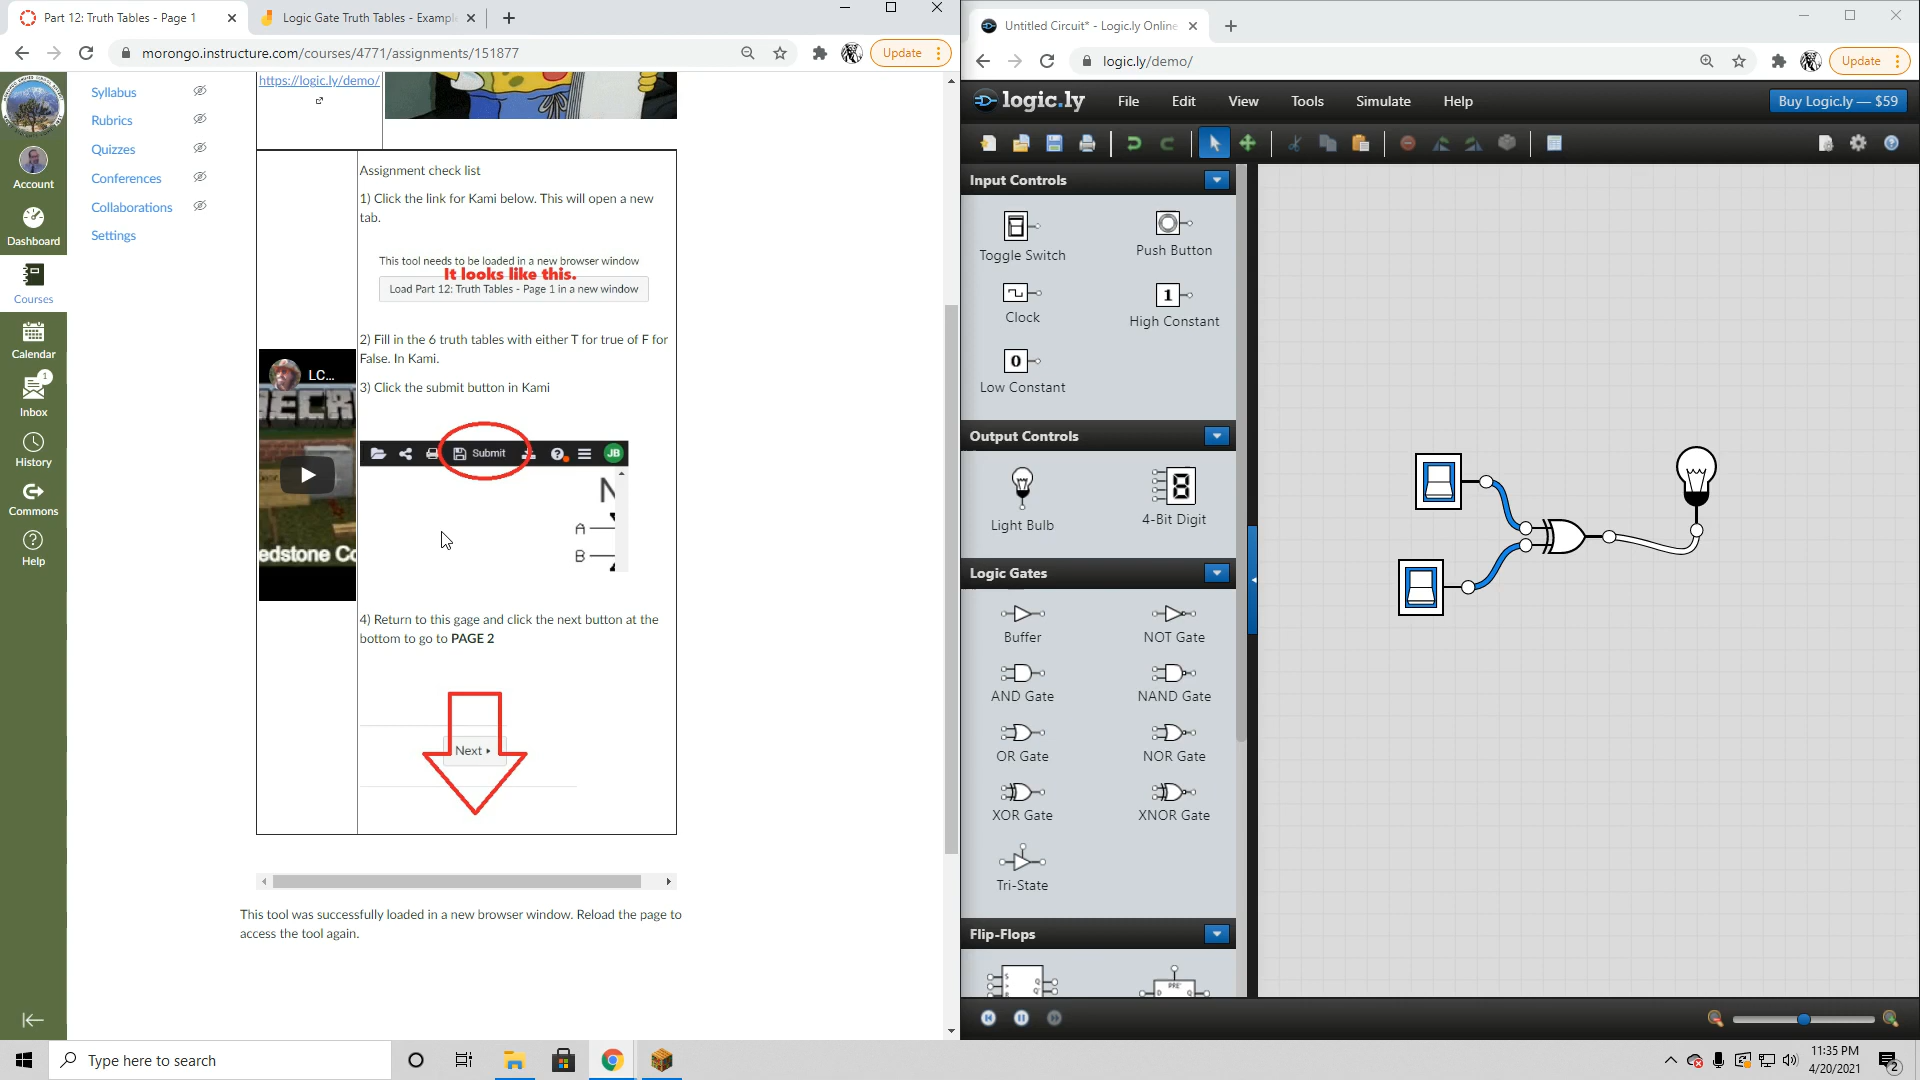 Part 12: Truth Tables - Page 1
Logic Gate Truth Tables - Example
morongo.instructure.com/courses/4771/assignments/151877
Update
Account
Dashboard
Courses
Calendar
1
Inbox
History
Commons
Help
Syllabus
Rubrics
Quizzes
Conferences
Collaborations
Settings
https://logic.ly/demo/
Assignment check list
1) Click the link for Kami below. This will open a new
tab.
This tool needs to be loaded in a new browser window
It looks like this.
Load Part 12: Truth Tables - Page 1 in a new window
2) Fill in the 6 truth tables with either T for true of F for
False. In Kami.
3) Click the submit button in Kami
LC...
edstone Co
Submit
?
JB
N
A
B
4) Return to this gage and click the next button at the
bottom to go to PAGE 2
Next
This tool was successfully loaded in a new browser window. Reload the page to
access the tool again.
Untitled Circuit* - Logic.ly Online
logic.ly/demo/
Update
logic.ly
File
Edit
View
Tools
Simulate
Help
Buy Logic.ly — $59
Input Controls
Toggle Switch
Push Button
Clock
1
High Constant
0
Low Constant
Output Controls
Light Bulb
8
4-Bit Digit
Logic Gates
Buffer
NOT Gate
AND Gate
NAND Gate
OR Gate
NOR Gate
XOR Gate
XNOR Gate
Tri-State
Flip-Flops
S
Q
PRE
D
Q
Type here to search
11:35 PM
4/20/2021
2